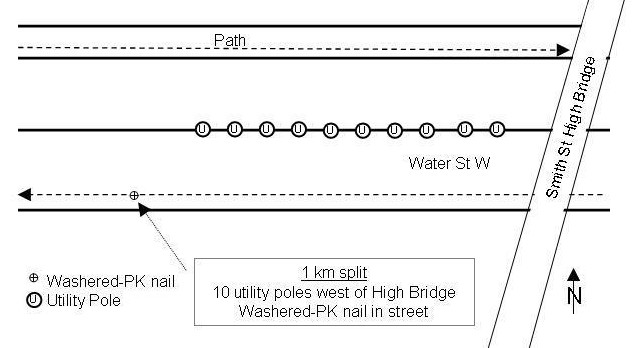 Path
U U U U U U U U U U
Water St W
Smith St High Bridge
1 km split
10 utility poles west of High Bridge
Washered-PK nail in street
Washered-PK nail
U Utility Pole
N